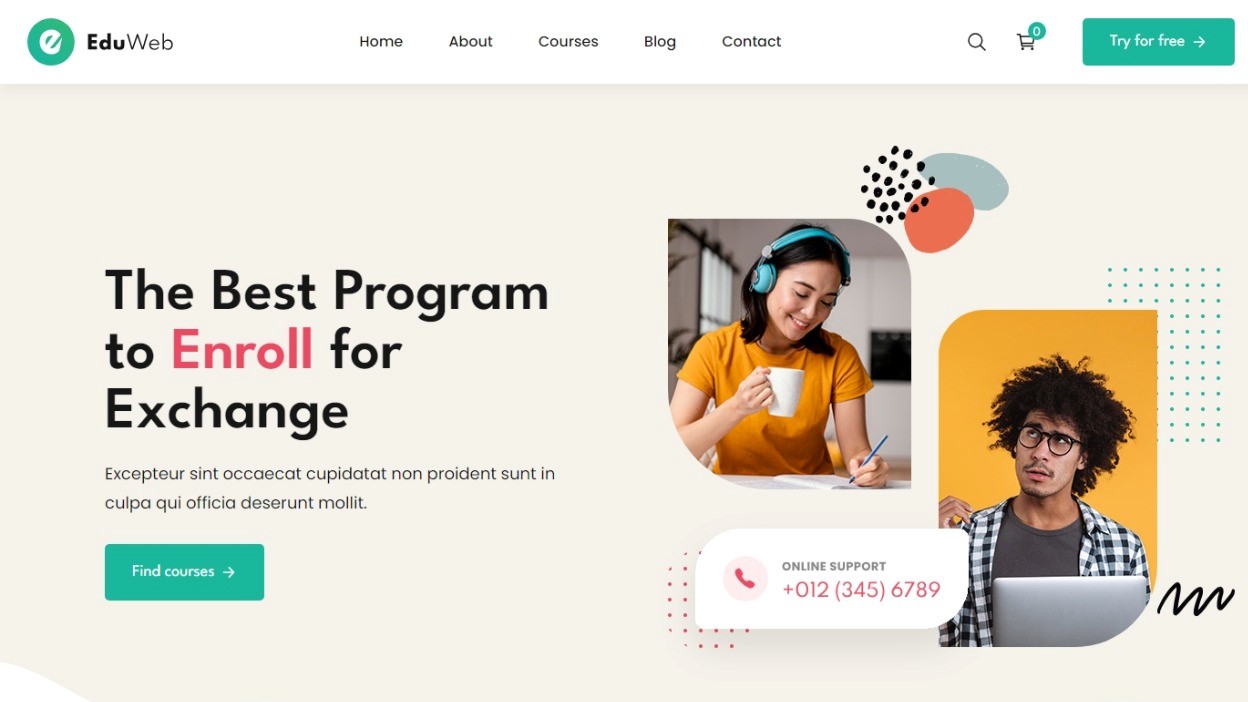 EduWeb
Home
About
Courses
Blog
Contact
0
Try for free →
The Best Program
to Enroll for
Exchange
Excepteur sint occaecat cupidatat non proident sunt in
culpa qui officia deserunt mollit.
Find courses →
ONLINE SUPPORT
+012 (345) 6789